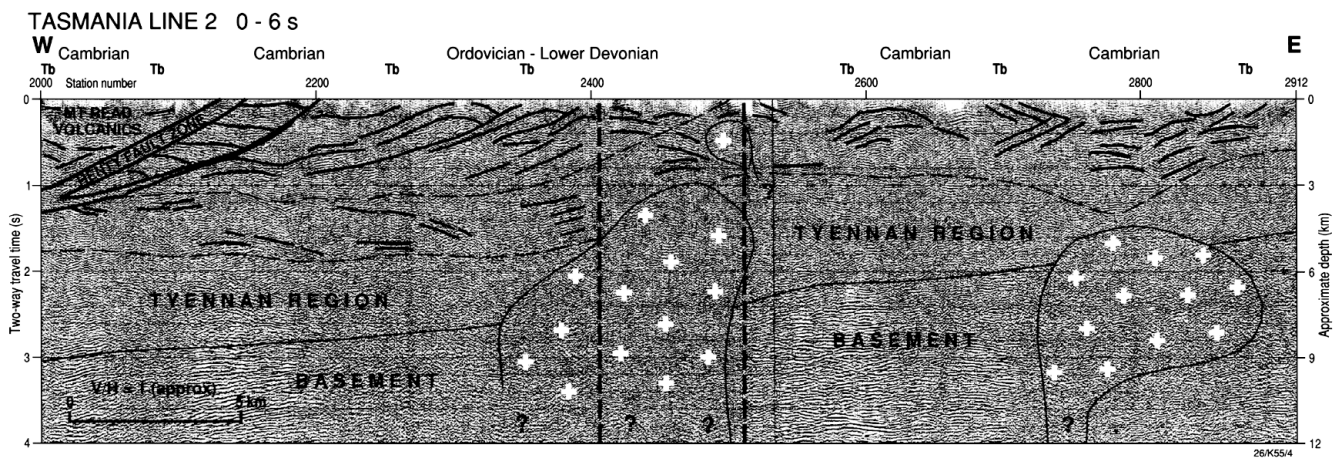 TASMANIA LINE 2 0 - 6 s
W E
Cambrian Cambrian Ordovician - Lower Devonian Cambrian Cambrian
Tb Tb Tb Tb Tb Tb Tb
2000 Station number 2200 2400 2600 2800 2912
0 0
MT READ
VOLCANICS
HENTY FAULT ZONE
1 3
?
TYENNAN REGION
2 6
TYENNAN REGION
BASEMENT
3 9
BASEMENT
V/H = 1 (approx)
0 5 km
? ? ? ?
4 12
Two-way travel time (s)
Approximate depth (km)
26/K55/4